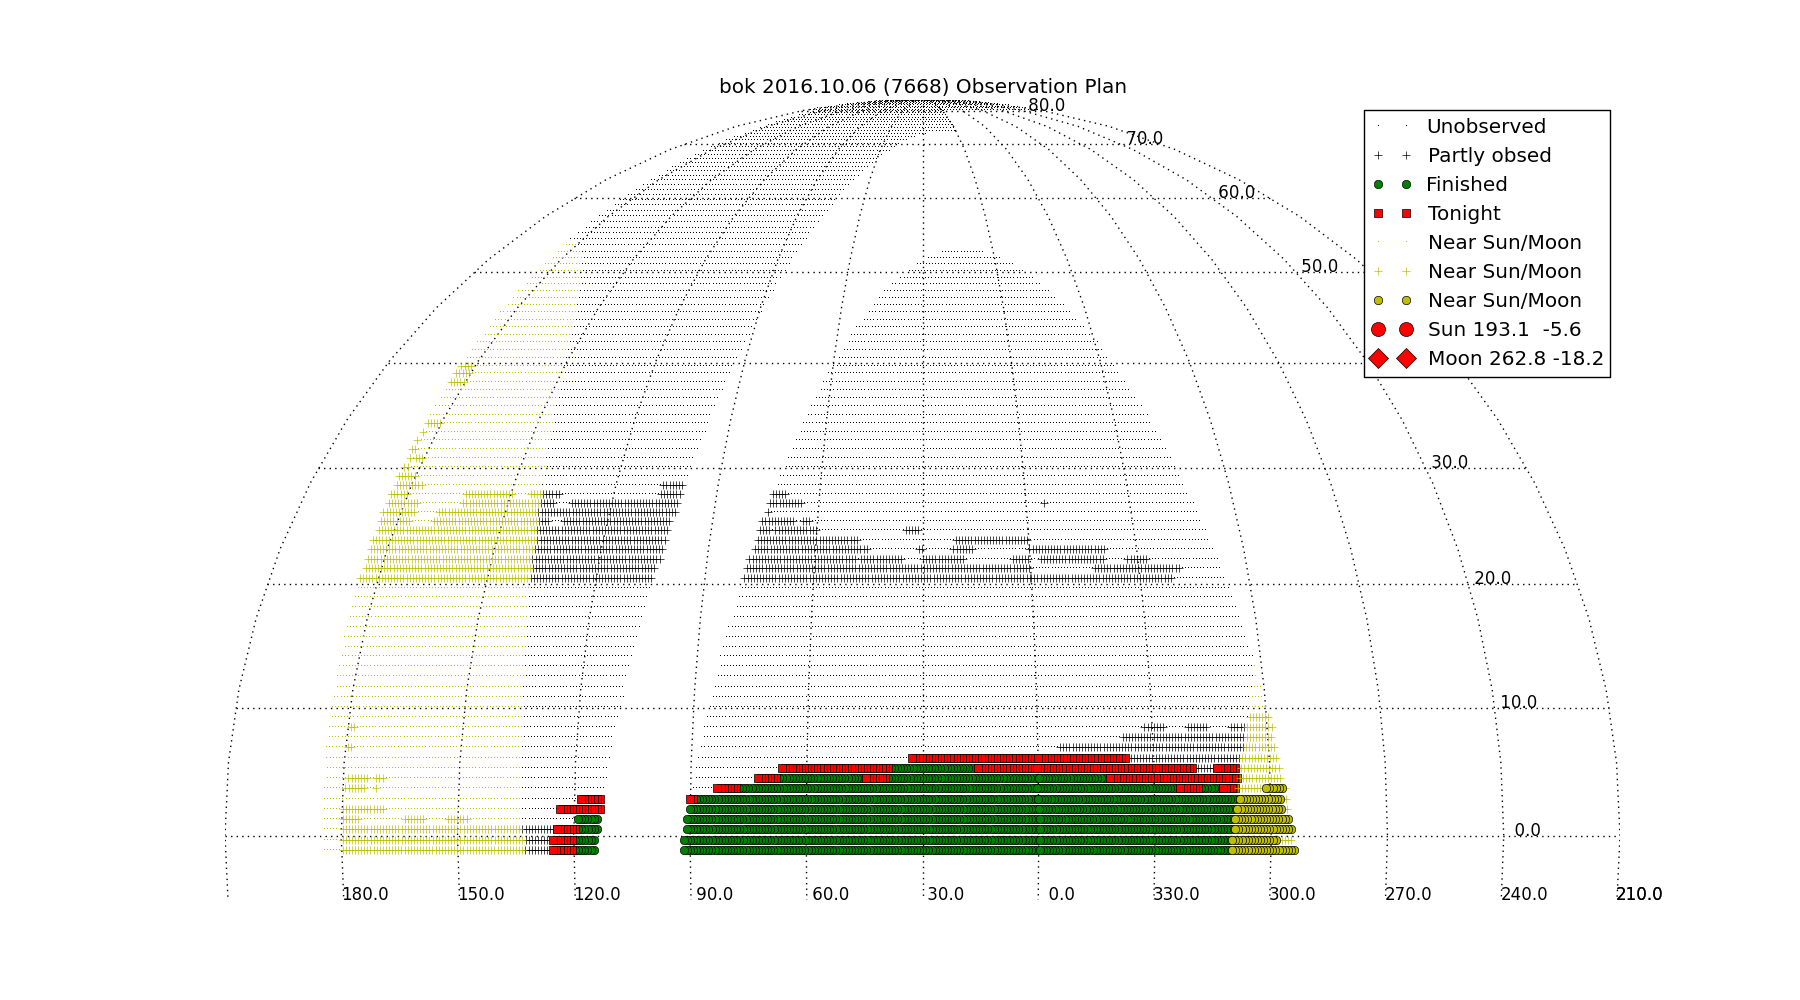 bok 2016.10.06 (7668) Observation Plan
80.0
70.0
60.0
50.0
30.0
20.0
10.0
0.0
Unobserved
Partly obsed
Finished
Tonight
Near Sun/Moon
Near Sun/Moon
Near Sun/Moon
Sun 193.1 -5.6
Moon 262.8 -18.2
180.0 150.0 120.0 90.0 60.0 30.0 0.0 330.0 300.0 270.0 240.0